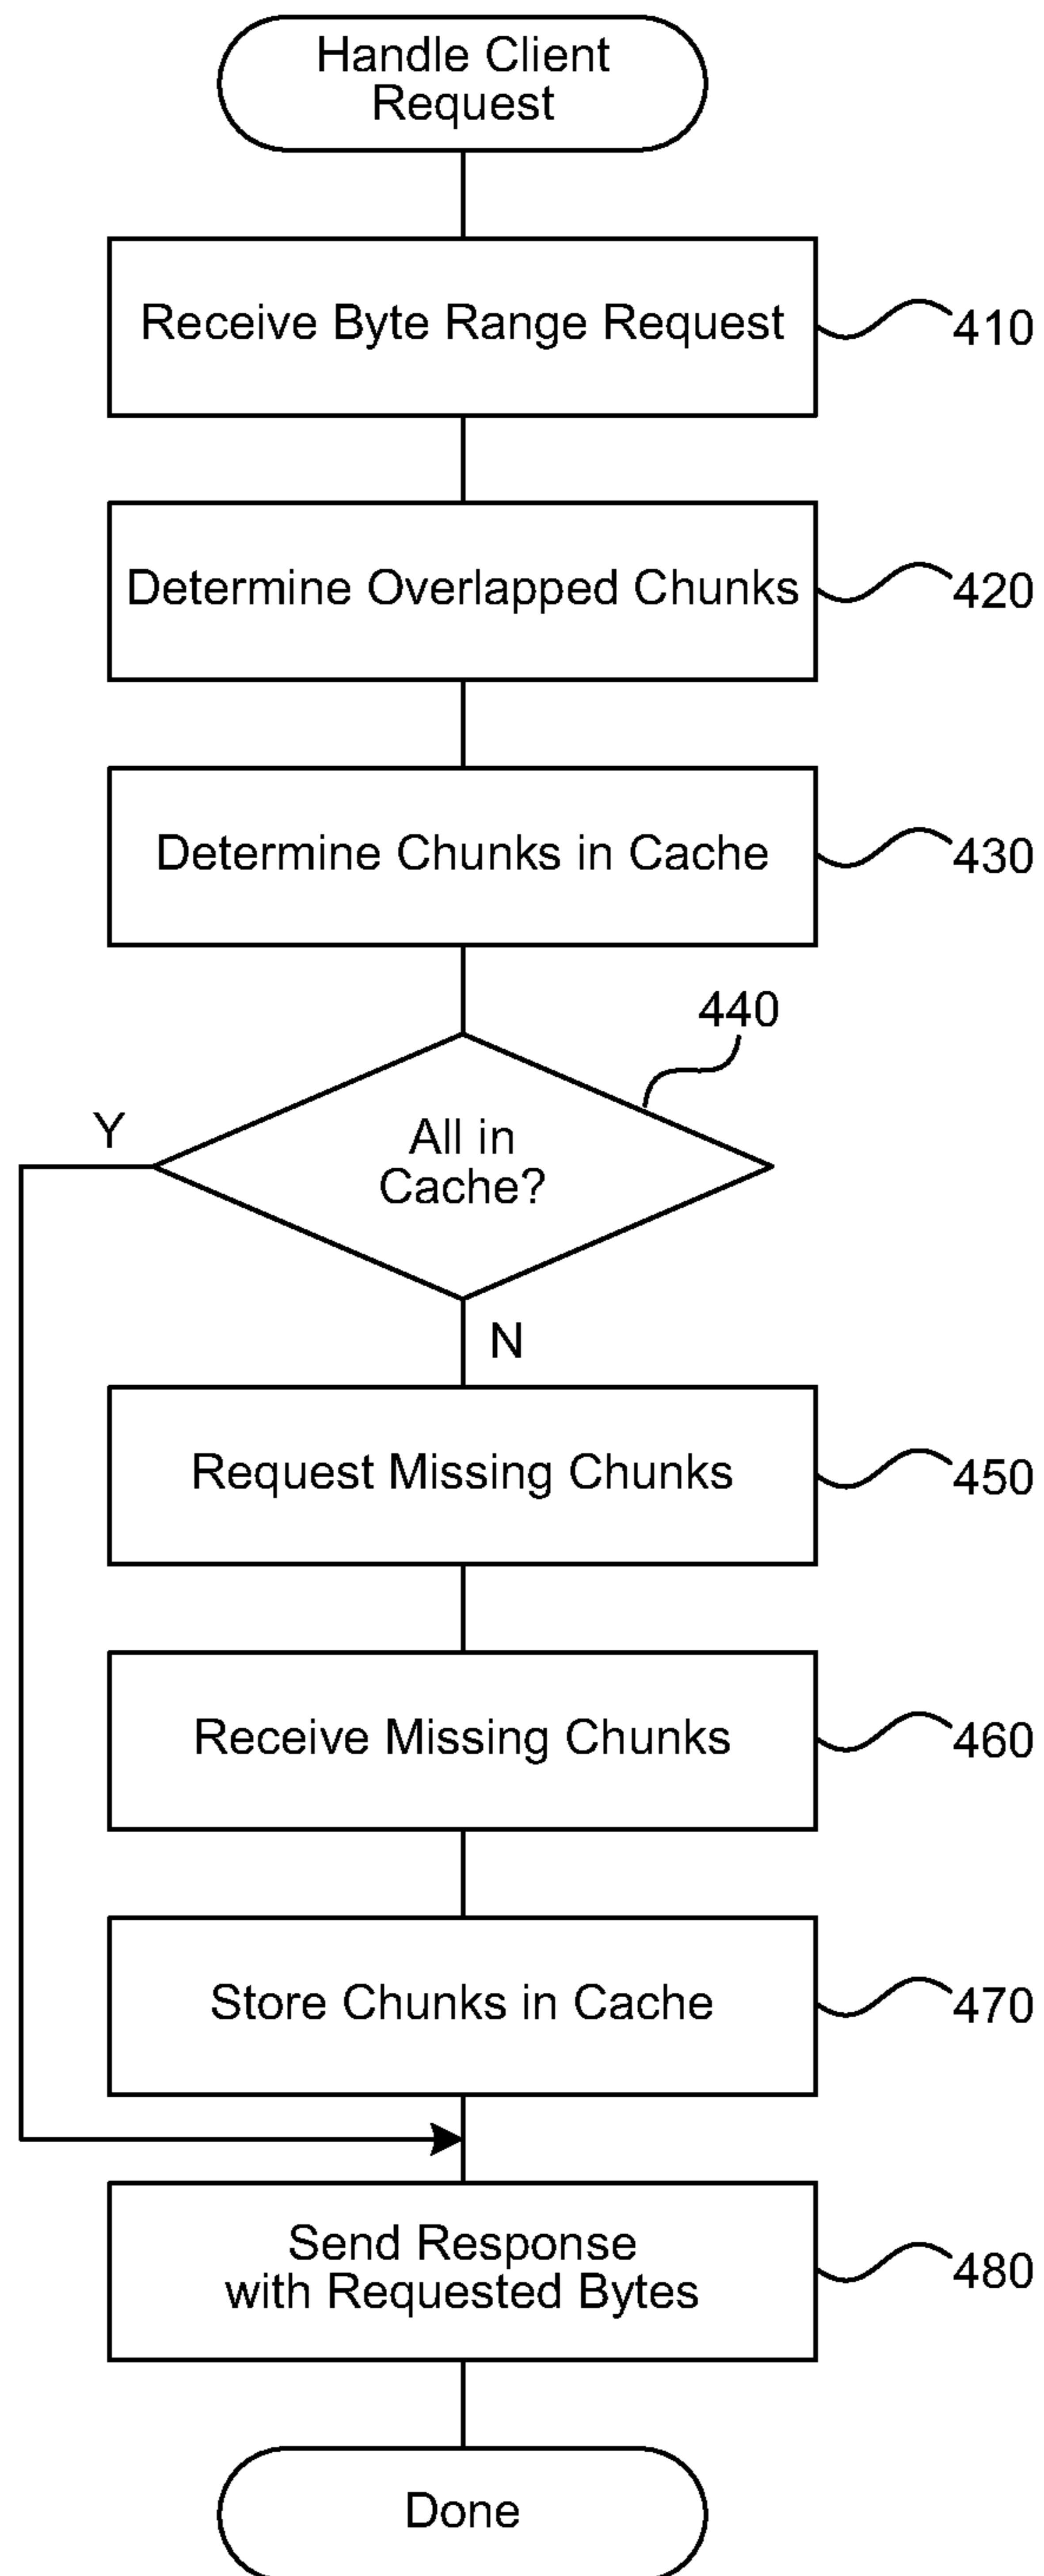 Handle Client
Request
Receive Byte Range Request
410
Determine Overlapped Chunks
420
Determine Chunks in Cache
430
440
Y
All in
Cache?
N
Request Missing Chunks
450
Receive Missing Chunks
460
Store Chunks in Cache
470
Send Response
with Requested Bytes
480
Done